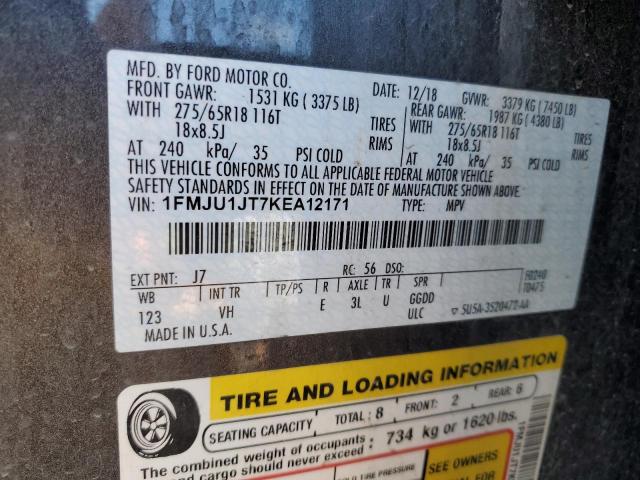 MFD. BY FORD MOTOR CO.
DATE: 12/18 GVWR: 3379 KG ( 7450 LB)
FRONT GAWR: 1531 KG ( 3375 LB) REAR GAWR: 1987 KG ( 4380 LB)
WITH 275/65R18 116T TIRES WITH 275/65R18 116T TIRES
18x8.5J RIMS 18x8.5J RIMS
AT 240 kPa/ 35 PSI COLD AT 240 kPa/ 35 PSI COLD
THIS VEHICLE CONFORMS TO ALL APPLICABLE FEDERAL MOTOR VEHICLE
SAFETY STANDARDS IN EFFECT ON THE DATE OF MANUFACTURE SHOWN ABOVE.
VIN: 1FMJU1JT7KEA12171 TYPE: MPV
EXT PNT: J7 RC: 56 DSO:
WB INT TR TP/PS R AXLE TR SPR
123 VH E 3L U GGDD
ULC
MADE IN U.S.A.
5U5A-3520472-AA
TIRE AND LOADING INFORMATION
SEATING CAPACITY TOTAL: 8 FRONT: 2 REAR: 6
The combined weight of occupants
and cargo should never exceed : 734 kg or 1620 lbs.
COLD TIRE PRESSURE
SEE OWNERS